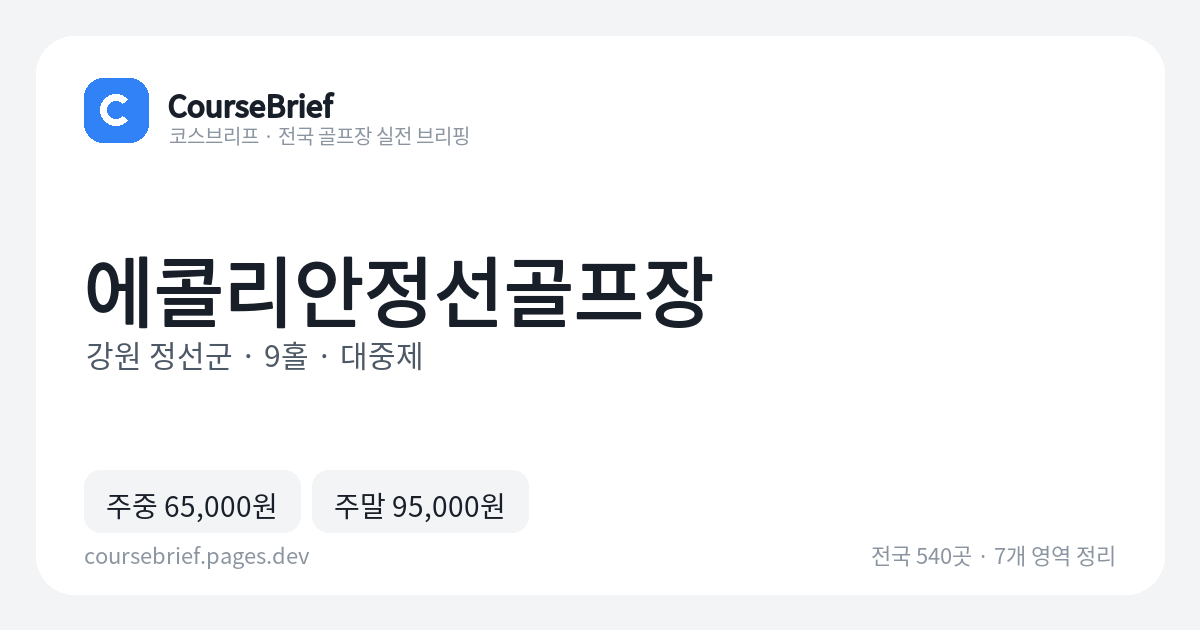 CourseBrief
코스브리프 · 전국 골프장 실전 브리핑
에콜리안정선골프장
강원 정선군 · 9홀 · 대중제
주중 65,000원 주말 95,000원
coursebrief.pages.dev 전국 540곳 · 7개 영역 정리